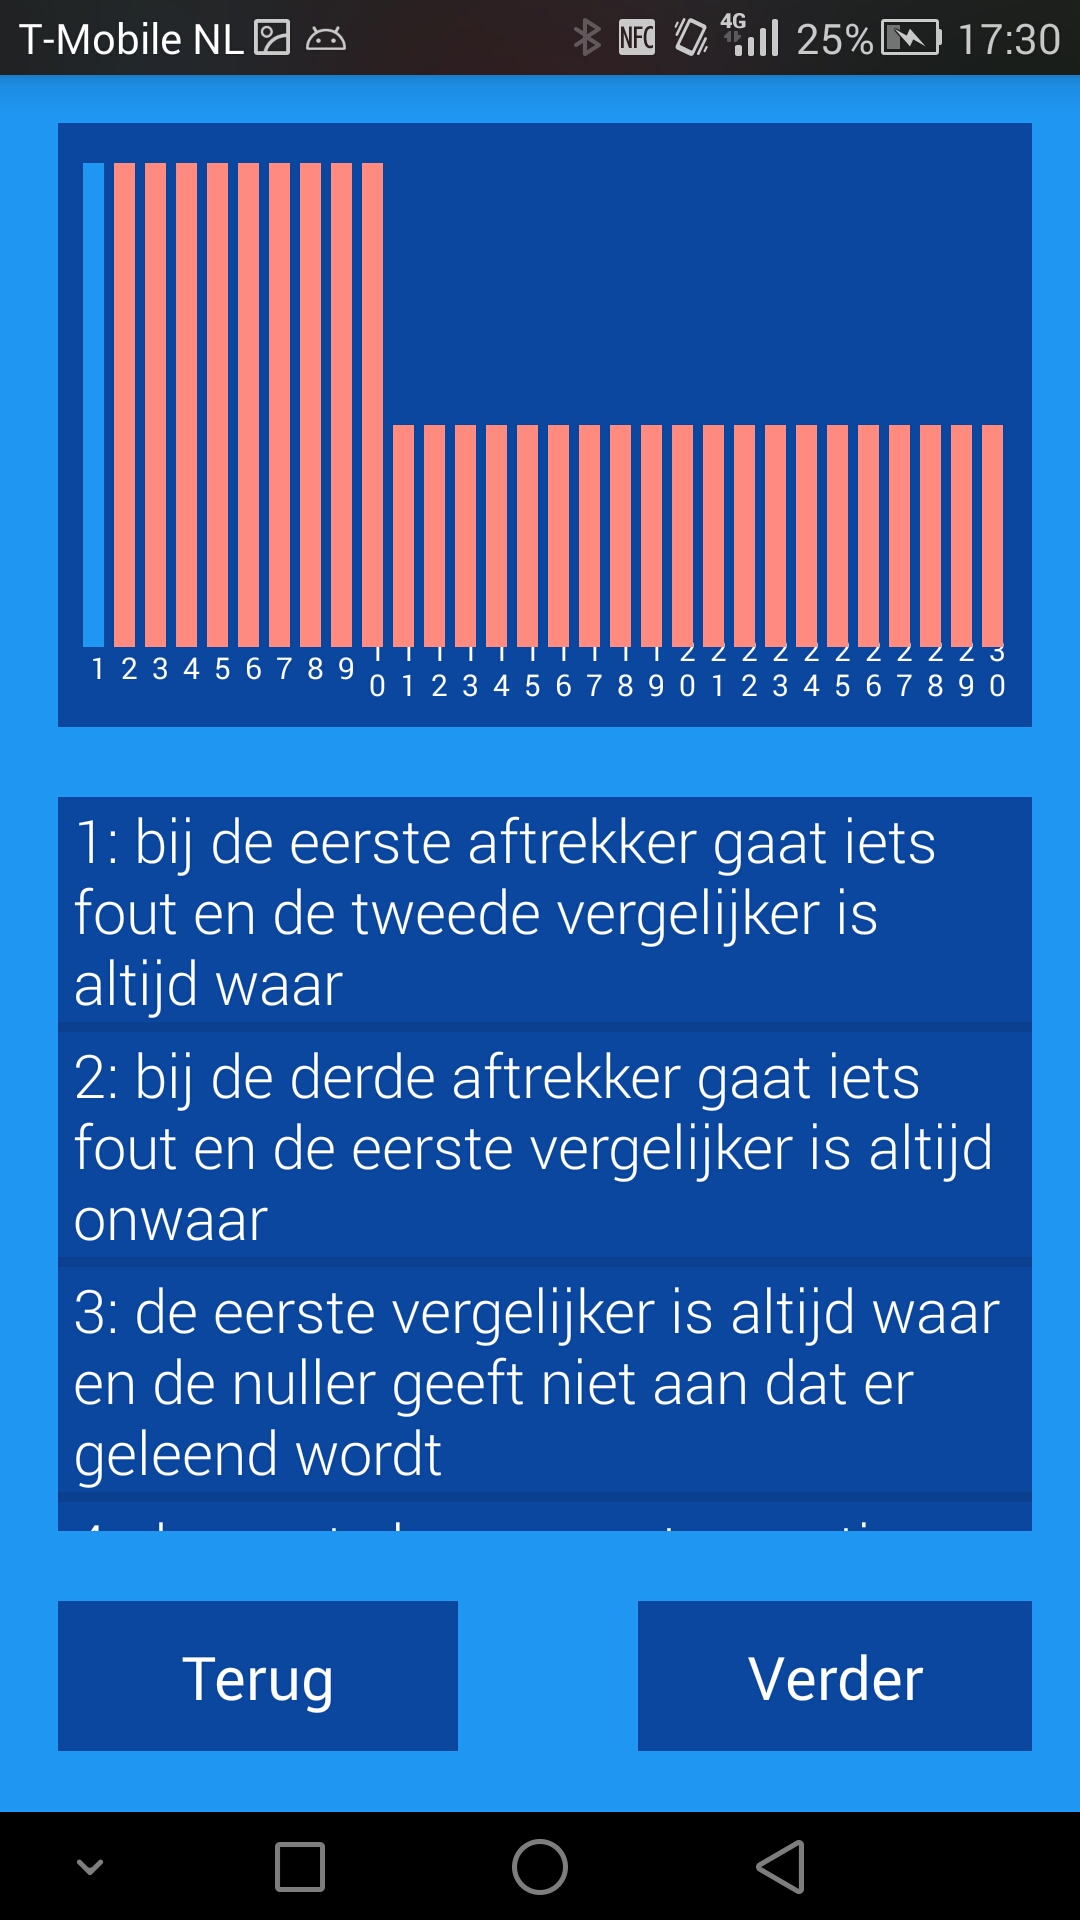 T-Mobile NL NFC 4G 25% 17:30
1 2 3 4 5 6 7 8 9 10 11 12 13 14 15 16 17 18 19 20 21 22 23 24 25 26 27 28 29 30
1: bij de eerste aftrekker gaat iets
fout en de tweede vergelijker is
altijd waar
2: bij de derde aftrekker gaat iets
fout en de eerste vergelijker is altijd
onwaar
3: de eerste vergelijker is altijd waar
en de nuller geeft niet aan dat er
geleend wordt
Terug
Verder